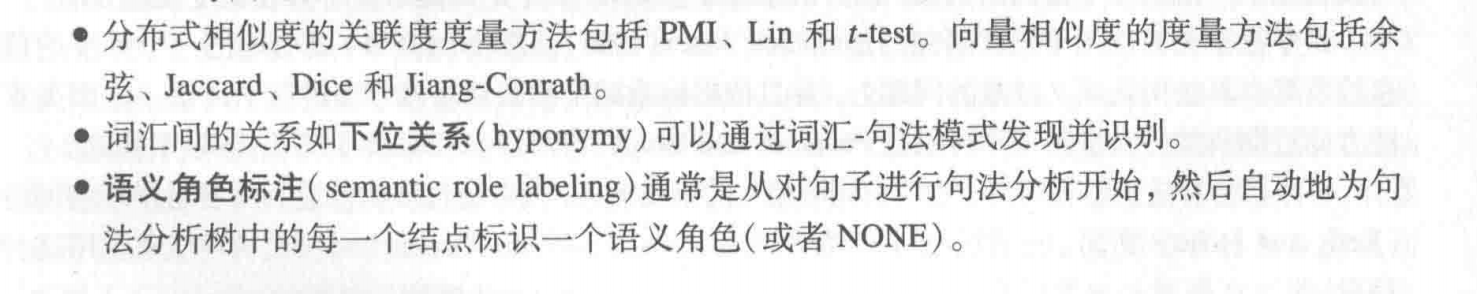 ● 分布式相似度的关联度度量方法包括 PMI、Lin 和 t-test。向量相似度的度量方法包括余
弦、Jaccard、Dice 和 Jiang-Conrath。
● 词汇间的关系如下位关系(hyponymy)可以通过词汇-句法模式发现并识别。
● 语义角色标注(semantic role labeling)通常是从对句子进行句法分析开始，然后自动地为句
法分析树中的每一个结点标识一个语义角色(或者 NONE)。